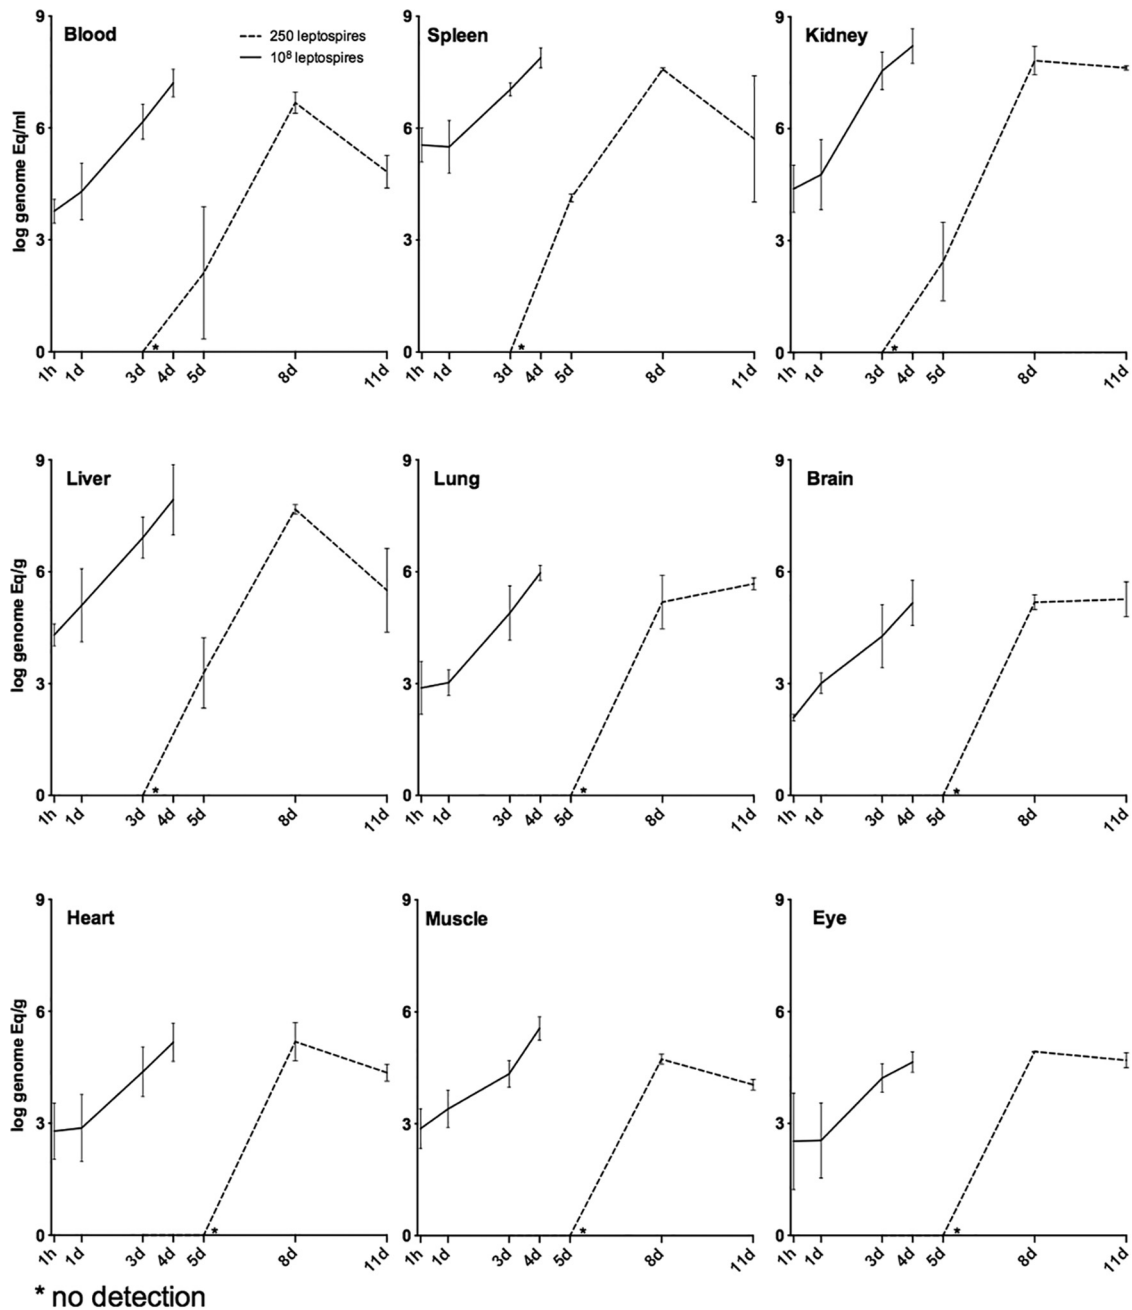 Blood
250 leptospires
10⁸ leptospires
log genome Eq/ml
9
6
3
0
1h 1d 3d * 4d 5d 8d 11d
Spleen
9
6
3
0
1h 1d 3d * 4d 5d 8d 11d
Kidney
9
6
3
0
1h 1d 3d * 4d 5d 8d 11d
Liver
log genome Eq/g
9
6
3
0
1h 1d 3d * 4d 5d 8d 11d
Lung
9
6
3
0
1h 1d 3d 4d 5d * 8d 11d
Brain
9
6
3
0
1h 1d 3d 4d 5d * 8d 11d
Heart
log genome Eq/g
9
6
3
0
1h 1d 3d 4d 5d * 8d 11d
Muscle
9
6
3
0
1h 1d 3d 4d 5d * 8d 11d
Eye
9
6
3
0
1h 1d 3d 4d 5d * 8d 11d
* no detection